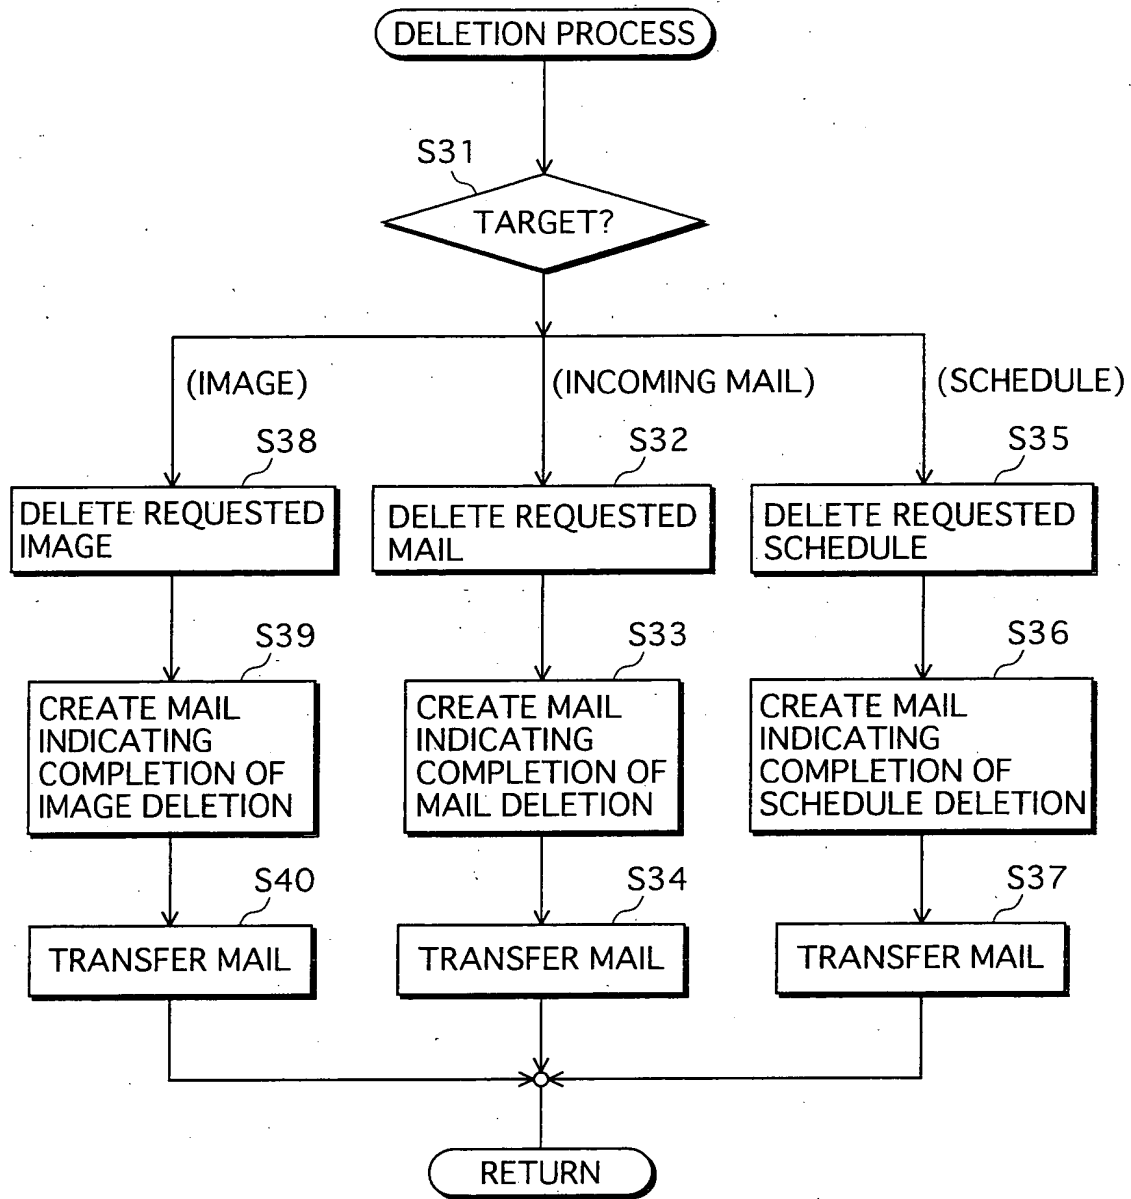 DELETION PROCESS
S31
TARGET?
(IMAGE)
(INCOMING MAIL)
(SCHEDULE)
S38
S32
S35
DELETE REQUESTED
IMAGE
DELETE REQUESTED
MAIL
DELETE REQUESTED
SCHEDULE
S39
S33
S36
CREATE MAIL
INDICATING
COMPLETION OF
IMAGE DELETION
CREATE MAIL
INDICATING
COMPLETION OF
MAIL DELETION
CREATE MAIL
INDICATING
COMPLETION OF
SCHEDULE DELETION
S40
S34
S37
TRANSFER MAIL
TRANSFER MAIL
TRANSFER MAIL
RETURN